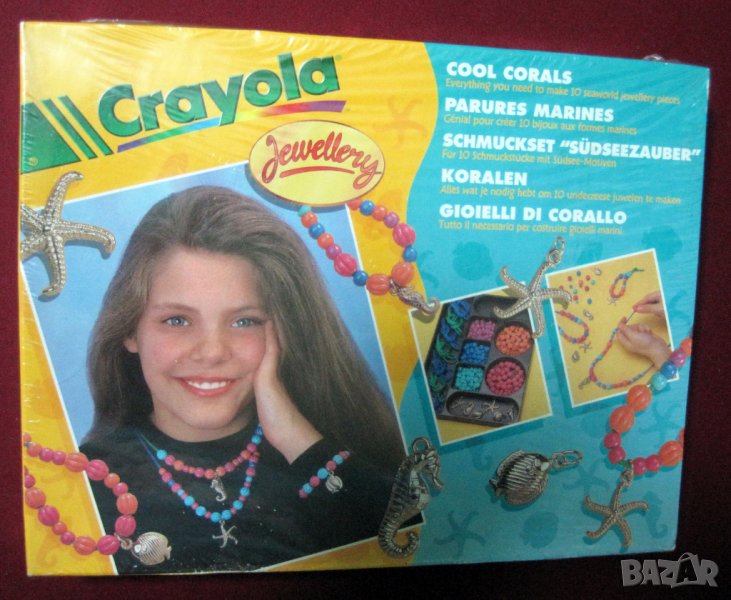 Crayola
Jewellery
COOL CORALS
Everything you need to make 10 seaworld jewellery pieces
PARURES MARINES
Génial pour créer 10 bijoux aux formes marines
SCHMUCKSET "SÜDSEEZAUBER"
Für 10 Schmuckstücke mit Südsee-Motiven
KORALEN
Alles wat je nodig hebt om 10 onderzeese juwelen te maken
GIOIELLI DI CORALLO
Tutto il necessario per costruire gioielli marini
BAZAR